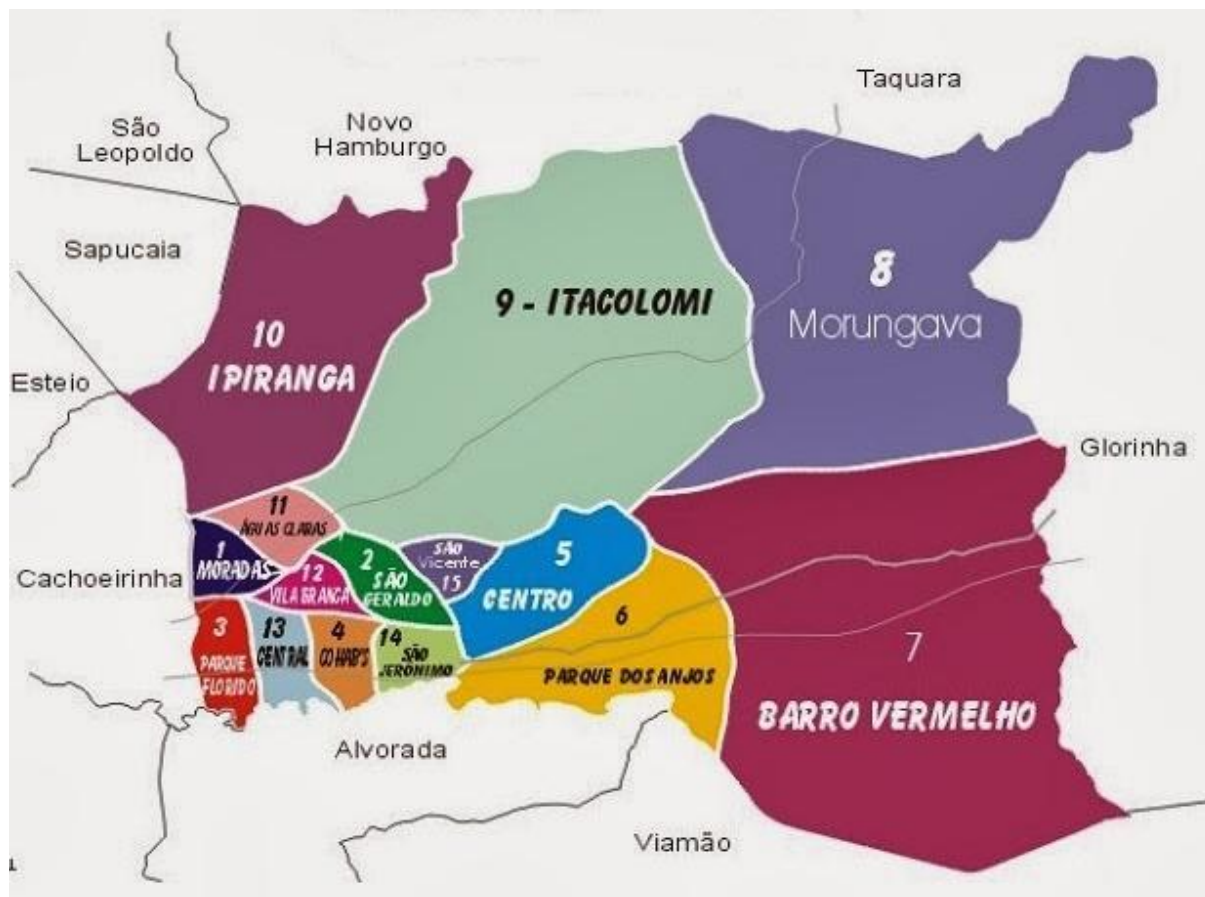 Taquara
São
Leopoldo
Novo
Hamburgo
Sapucaia
8
Morungava
9 - ITACOLOMI
10
IPIRANGA
Esteio
Glorinha
11
ÁGUAS CLARAS
1
MORADAS
2
SÃO
GERALDO
SÃO
Vicente
15
5
CENTRO
Cachoeirinha
12
VILA BRANCA
3
PARQUE
FLORIDO
13
CENTRAL
4
COHAB'S
14
SÃO
JERÔNIMO
6
PARQUE DOS ANJOS
7
BARRO VERMELHO
Alvorada
Viamão